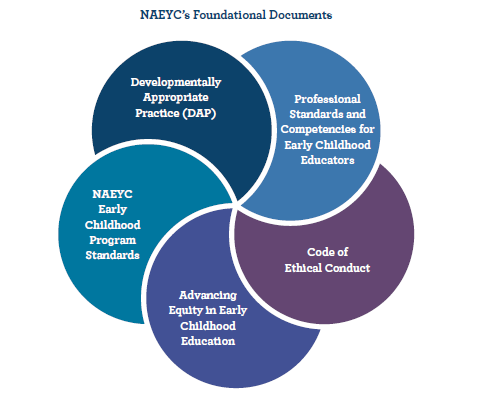 NAEYC's Foundational Documents
Developmentally
Appropriate
Practice (DAP)
Professional
Standards and
Competencies for
Early Childhood
Educators
NAEYC
Early
Childhood
Program
Standards
Code of
Ethical Conduct
Advancing
Equity in Early
Childhood
Education